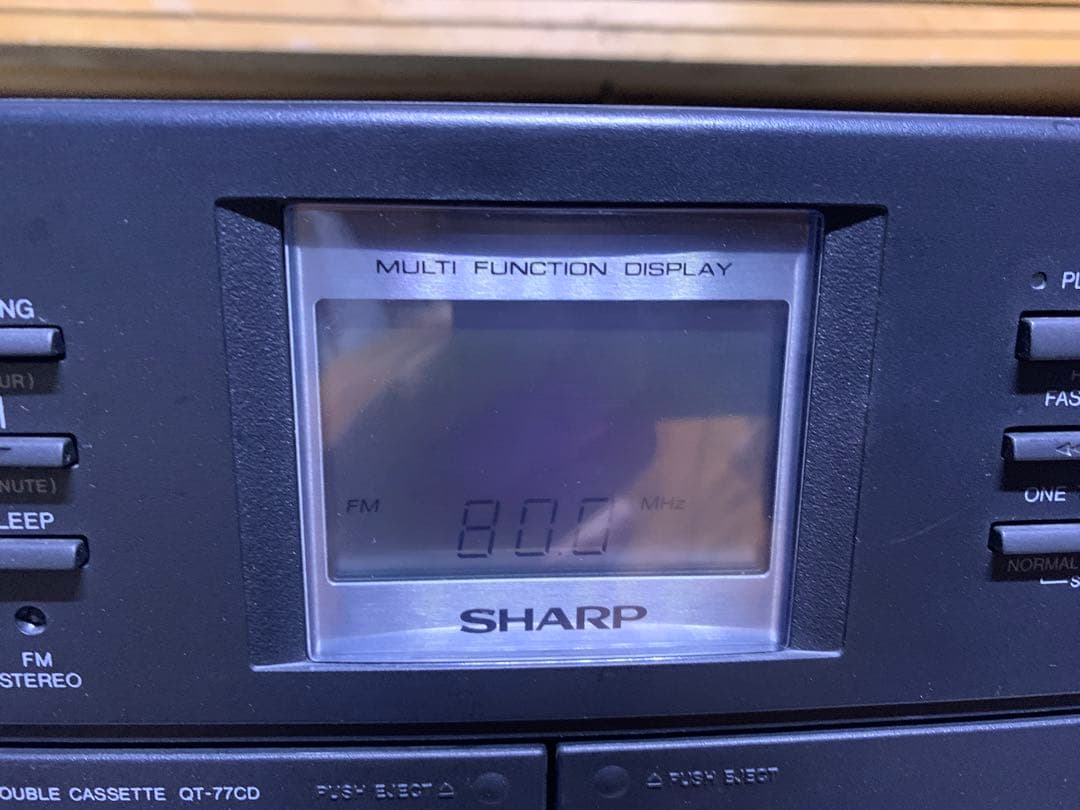 MULTI FUNCTION DISPLAY
NG
PL
UR)
FAS
NUTE)
ONE
LEEP
FM 80.0 MHz
NORMAL
SHARP
FM
STEREO
OUBLE CASSETTE QT-77CD
PUSH EJECT
PUSH EJECT